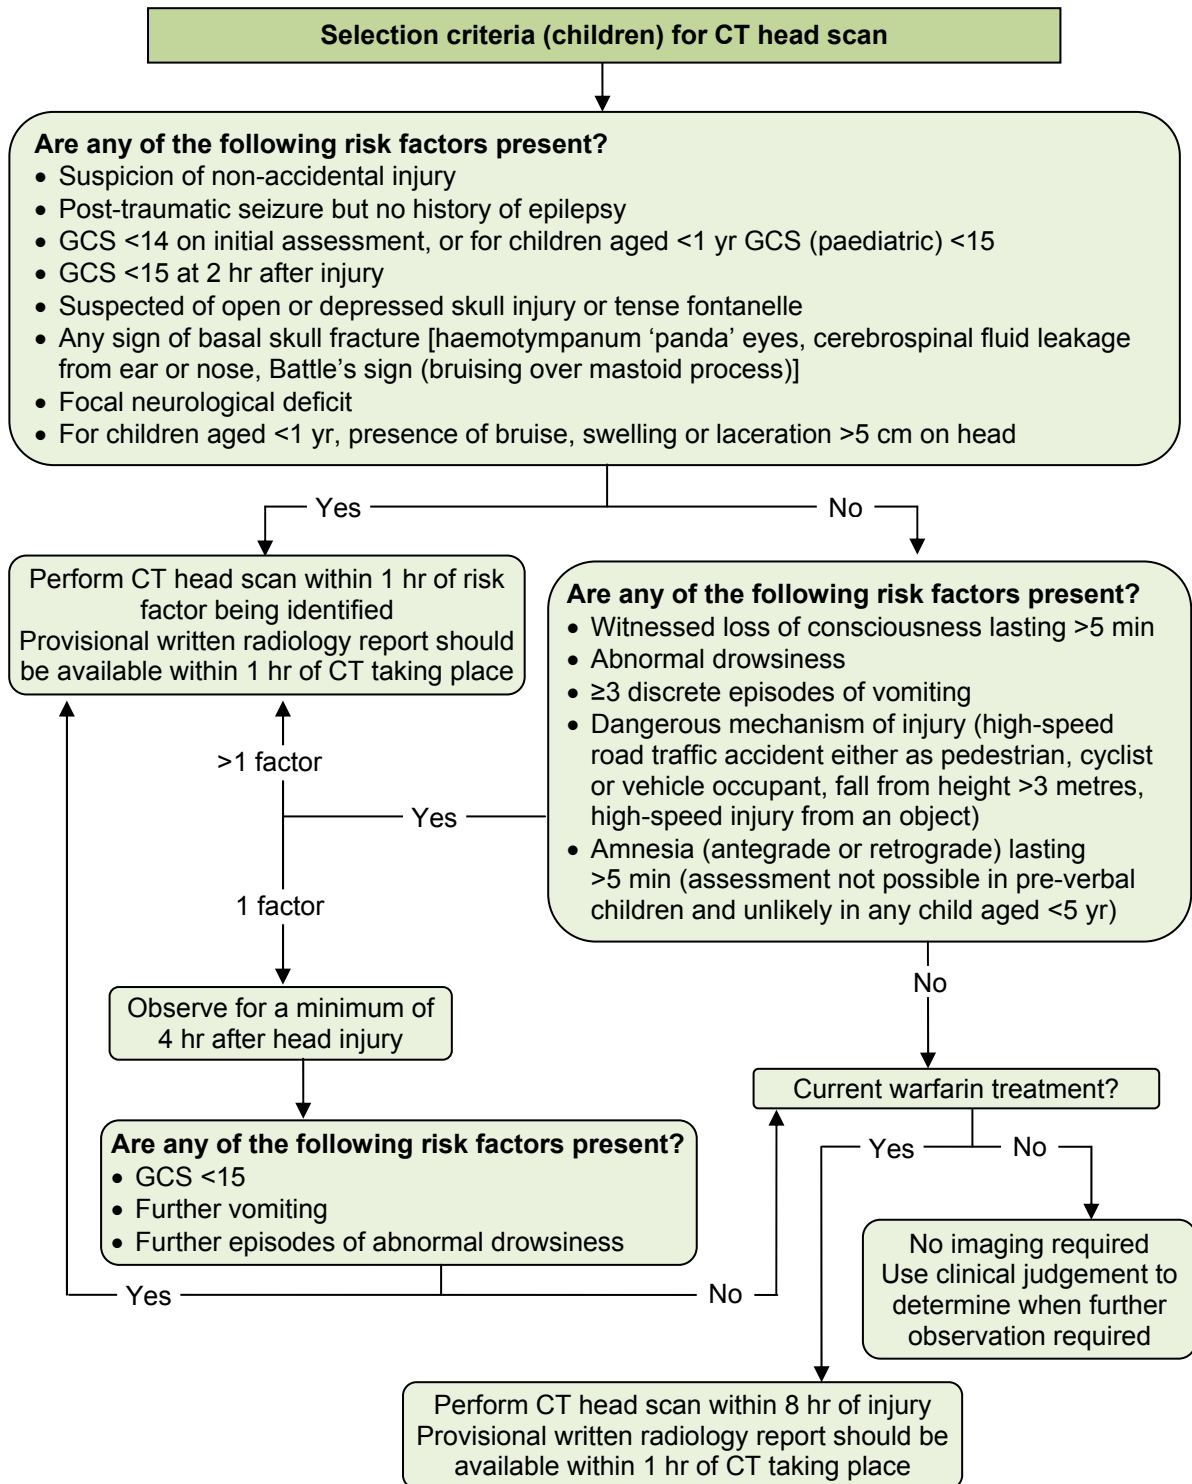 Selection criteria (children) for CT head scan
Are any of the following risk factors present?
• Suspicion of non-accidental injury
• Post-traumatic seizure but no history of epilepsy
• GCS <14 on initial assessment, or for children aged <1 yr GCS (paediatric) <15
• GCS <15 at 2 hr after injury
• Suspected of open or depressed skull injury or tense fontanelle
• Any sign of basal skull fracture [haemotympanum ‘panda’ eyes, cerebrospinal fluid leakage
from ear or nose, Battle’s sign (bruising over mastoid process)]
• Focal neurological deficit
• For children aged <1 yr, presence of bruise, swelling or laceration >5 cm on head
Yes
No
Perform CT head scan within 1 hr of risk
factor being identified
Provisional written radiology report should
be available within 1 hr of CT taking place
Are any of the following risk factors present?
• Witnessed loss of consciousness lasting >5 min
• Abnormal drowsiness
• ≥3 discrete episodes of vomiting
• Dangerous mechanism of injury (high-speed
road traffic accident either as pedestrian, cyclist
or vehicle occupant, fall from height >3 metres,
high-speed injury from an object)
• Amnesia (antegrade or retrograde) lasting
>5 min (assessment not possible in pre-verbal
children and unlikely in any child aged <5 yr)
>1 factor
Yes
1 factor
No
Observe for a minimum of
4 hr after head injury
Current warfarin treatment?
Are any of the following risk factors present?
• GCS <15
• Further vomiting
• Further episodes of abnormal drowsiness
Yes
No
Yes
No
No imaging required
Use clinical judgement to
determine when further
observation required
Perform CT head scan within 8 hr of injury
Provisional written radiology report should be
available within 1 hr of CT taking place